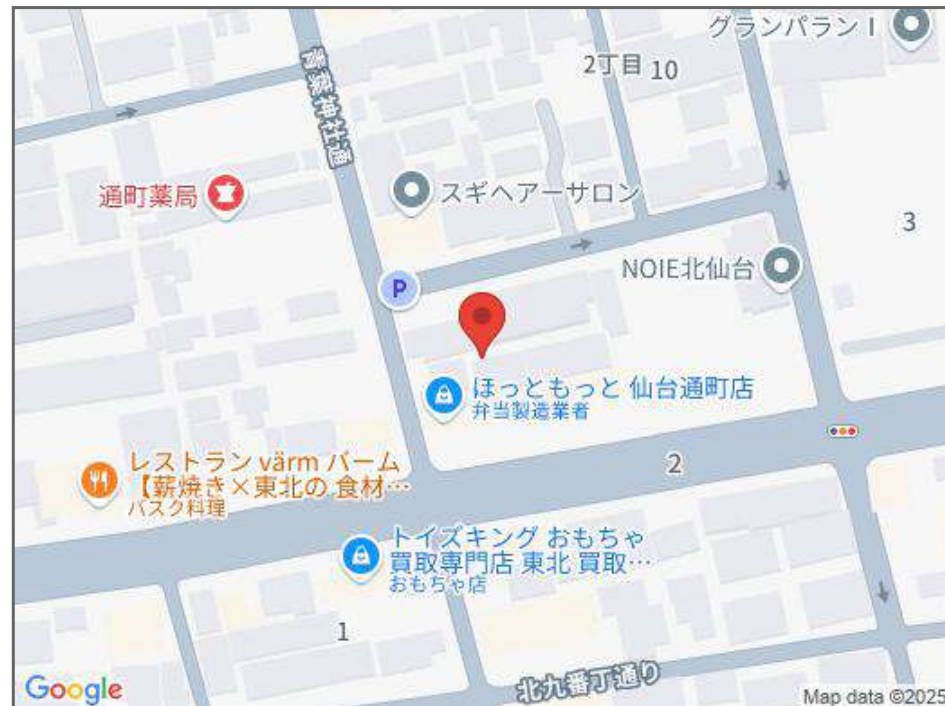 グランパラン I
2丁目 10
青葉神社通
通町薬局
スギヘアーサロン
3
NOIE北仙台
P
ほっともっと 仙台通町店
弁当製造業者
2
レストラン värm バーム
【薪焼き×東北の 食材…
バスク料理
トイズキング おもちゃ
買取専門店 東北 買取…
おもちゃ店
1
北九番丁通り
Google
Map data ©2025